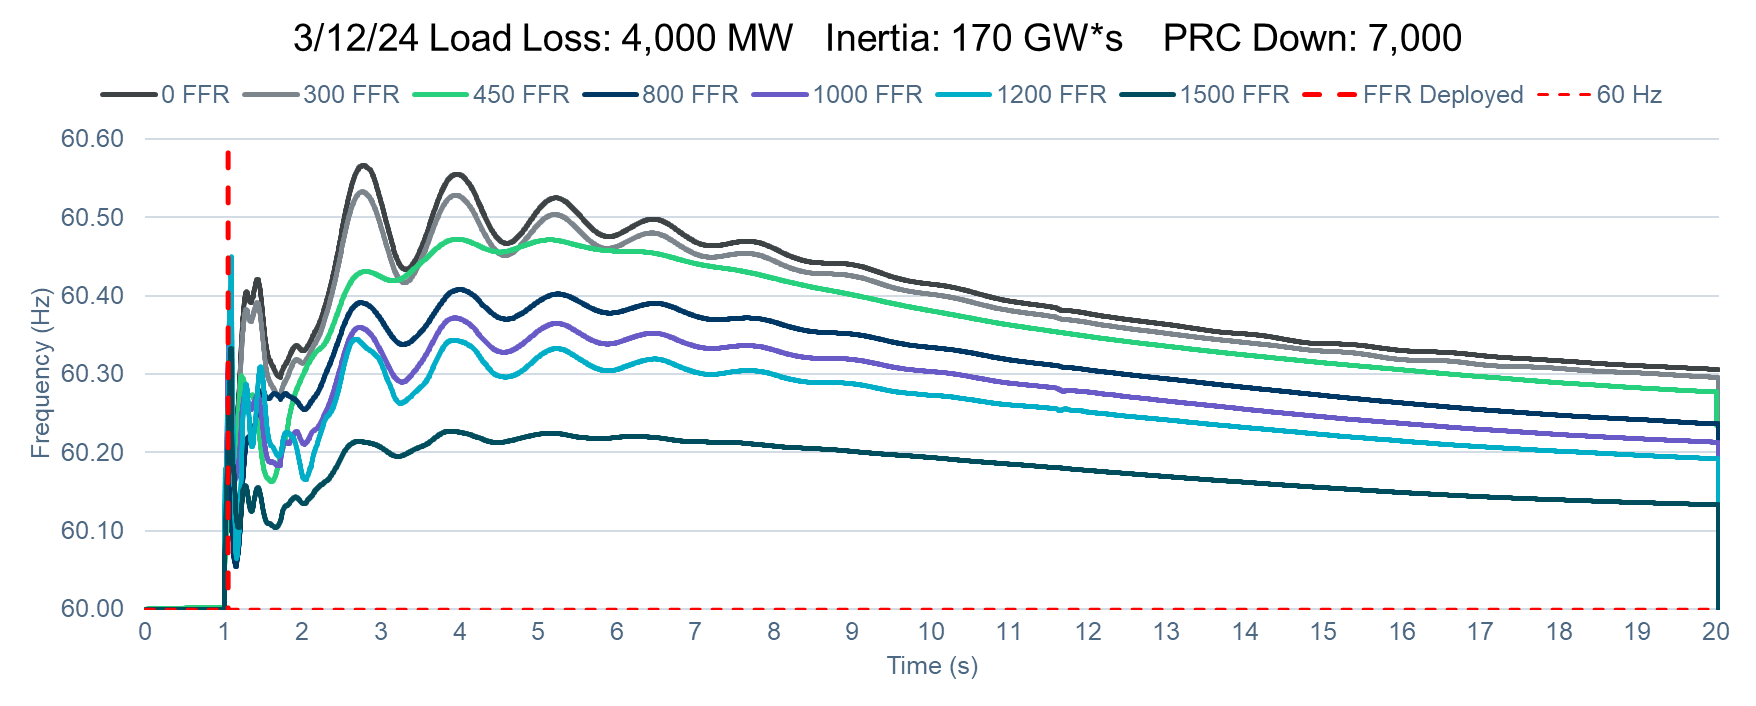 3/12/24 Load Loss: 4,000 MW Inertia: 170 GW*s PRC Down: 7,000
0 FFR 300 FFR 450 FFR 800 FFR 1000 FFR 1200 FFR 1500 FFR FFR Deployed 60 Hz
60.60
60.50
60.40
60.30
60.20
60.10
60.00
Frequency (Hz)
0 1 2 3 4 5 6 7 8 9 10 11 12 13 14 15 16 17 18 19 20
Time (s)